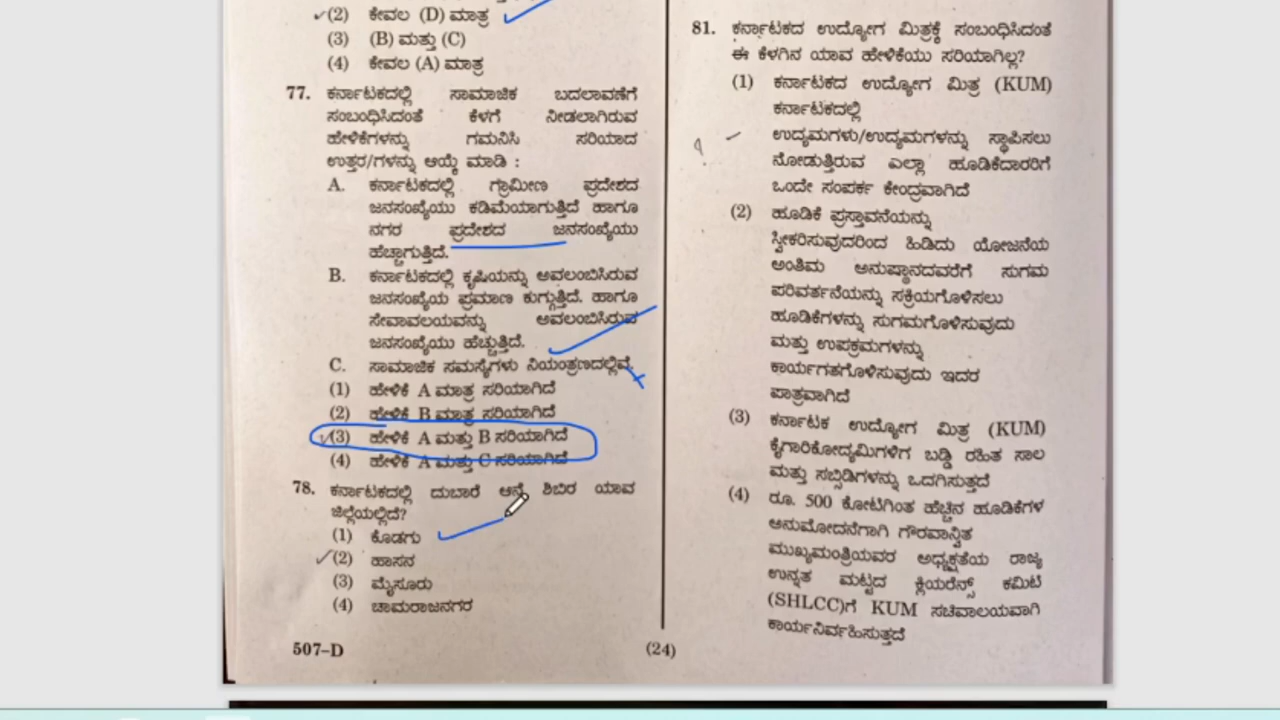 (2) ಕೇವಲ (D) ಮಾತ್ರ
(3) (B) ಮತ್ತು (C)
(4) ಕೇವಲ (A) ಮಾತ್ರ
77. ಕರ್ನಾಟಕದಲ್ಲಿ ಸಾಮಾಜಿಕ ಬದಲಾವಣೆಗೆ
ಸಂಬಂಧಿಸಿದಂತೆ ಕೆಳಗೆ ನೀಡಲಾಗಿರುವ
ಹೇಳಿಕೆಗಳನ್ನು ಗಮನಿಸಿ ಸರಿಯಾದ
ಉತ್ತರ/ಗಳನ್ನು ಆಯ್ಕೆ ಮಾಡಿ :
A. ಕರ್ನಾಟಕದಲ್ಲಿ ಗ್ರಾಮೀಣ ಪ್ರದೇಶದ
ಜನಸಂಖ್ಯೆಯು ಕಡಿಮೆಯಾಗುತ್ತಿದೆ ಹಾಗೂ
ನಗರ ಪ್ರದೇಶದ ಜನಸಂಖ್ಯೆಯು
ಹೆಚ್ಚಾಗುತ್ತಿದೆ.
B. ಕರ್ನಾಟಕದಲ್ಲಿ ಕೃಷಿಯನ್ನು ಅವಲಂಬಿಸಿರುವ
ಜನಸಂಖ್ಯೆಯ ಪ್ರಮಾಣ ಕುಗ್ಗುತ್ತಿದೆ. ಹಾಗೂ
ಸೇವಾವಲಯವನ್ನು ಅವಲಂಬಿಸಿರುವ
ಜನಸಂಖ್ಯೆಯು ಹೆಚ್ಚುತ್ತಿದೆ.
C. ಸಾಮಾಜಿಕ ಸಮಸ್ಯೆಗಳು ನಿಯಂತ್ರಣದಲ್ಲಿವೆ.
(1) ಹೇಳಿಕೆ A ಮಾತ್ರ ಸರಿಯಾಗಿದೆ
(2) ಹೇಳಿಕೆ B ಮಾತ್ರ ಸರಿಯಾಗಿದೆ
(3) ಹೇಳಿಕೆ A ಮತ್ತು B ಸರಿಯಾಗಿದೆ
(4) ಹೇಳಿಕೆ A ಮತ್ತು C ಸರಿಯಾಗಿದೆ
78. ಕರ್ನಾಟಕದಲ್ಲಿ ದುಬಾರೆ ಆನೆ ಶಿಬಿರ ಯಾವ
ಜಿಲ್ಲೆಯಲ್ಲಿದೆ?
(1) ಕೊಡಗು
(2) ಹಾಸನ
(3) ಮೈಸೂರು
(4) ಚಾಮರಾಜನಗರ
507-D
(24)
81. ಕರ್ನಾಟಕದ ಉದ್ಯೋಗ ಮಿತ್ರಕ್ಕೆ ಸಂಬಂಧಿಸಿದಂತೆ
ಈ ಕೆಳಗಿನ ಯಾವ ಹೇಳಿಕೆಯು ಸರಿಯಾಗಿಲ್ಲ?
(1) ಕರ್ನಾಟಕದ ಉದ್ಯೋಗ ಮಿತ್ರ (KUM)
ಕರ್ನಾಟಕದಲ್ಲಿ
ಉದ್ಯಮಗಳು/ಉದ್ಯಮಗಳನ್ನು ಸ್ಥಾಪಿಸಲು
ನೋಡುತ್ತಿರುವ ಎಲ್ಲಾ ಹೂಡಿಕೆದಾರರಿಗೆ
ಒಂದೇ ಸಂಪರ್ಕ ಕೇಂದ್ರವಾಗಿದೆ
(2) ಹೂಡಿಕೆ ಪ್ರಸ್ತಾವನೆಯನ್ನು
ಸ್ವೀಕರಿಸುವುದರಿಂದ ಹಿಡಿದು ಯೋಜನೆಯ
ಅಂತಿಮ ಅನುಷ್ಠಾನದವರೆಗೆ ಸುಗಮ
ಪರಿವರ್ತನೆಯನ್ನು ಸಕ್ರಿಯಗೊಳಿಸಲು
ಹೂಡಿಕೆಗಳನ್ನು ಸುಗಮಗೊಳಿಸುವುದು
ಮತ್ತು ಉಪಕ್ರಮಗಳನ್ನು
ಕಾರ್ಯಗತಗೊಳಿಸುವುದು ಇದರ
ಪಾತ್ರವಾಗಿದೆ
(3) ಕರ್ನಾಟಕ ಉದ್ಯೋಗ ಮಿತ್ರ (KUM)
ಕೈಗಾರಿಕೋದ್ಯಮಿಗಳಿಗೆ ಬಡ್ಡಿ ರಹಿತ ಸಾಲ
ಮತ್ತು ಸಬ್ಸಿಡಿಗಳನ್ನು ಒದಗಿಸುತ್ತದೆ
(4) ರೂ. 500 ಕೋಟಿಗಿಂತ ಹೆಚ್ಚಿನ ಹೂಡಿಕೆಗಳ
ಅನುಮೋದನೆಗಾಗಿ ಗೌರವಾನ್ವಿತ
ಮುಖ್ಯಮಂತ್ರಿಯವರ ಅಧ್ಯಕ್ಷತೆಯ ರಾಜ್ಯ
ಉನ್ನತ ಮಟ್ಟದ ಕ್ಲಿಯರೆನ್ಸ್ ಕಮಿಟಿ
(SHLCC)ಗೆ KUM ಸಚಿವಾಲಯವಾಗಿ
ಕಾರ್ಯನಿರ್ವಹಿಸುತ್ತದೆ